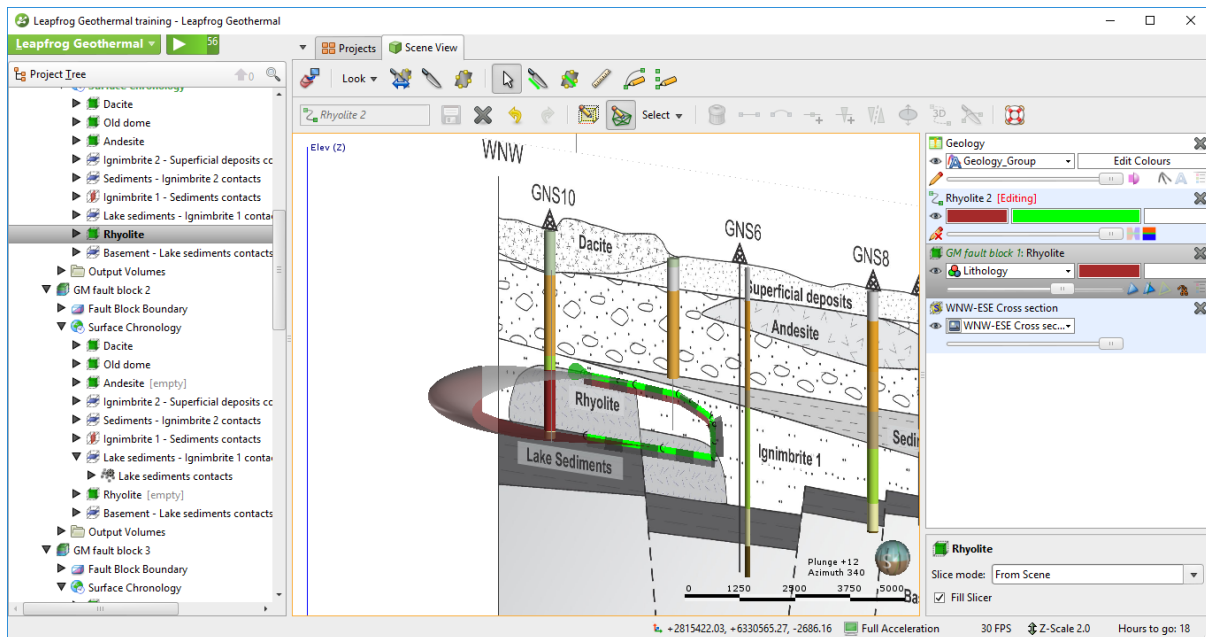 Leapfrog Geothermal training - Leapfrog Geothermal
Leapfrog Geothermal
56
Projects
Scene View
Project Tree
0
Look
Surface Chronology
Dacite
Old dome
Andesite
Ignimbrite 2 - Superficial deposits co
Sediments - Ignimbrite 2 contacts
Ignimbrite 1 - Sediments contacts
Lake sediments - Ignimbrite 1 contac
Rhyolite
Basement - Lake sediments contacts
Output Volumes
GM fault block 2
Fault Block Boundary
Surface Chronology
Dacite
Old dome
Andesite [empty]
Ignimbrite 2 - Superficial deposits co
Sediments - Ignimbrite 2 contacts
Ignimbrite 1 - Sediments contacts
Lake sediments - Ignimbrite 1 conta
Lake sediments contacts
Rhyolite [empty]
Basement - Lake sediments contacts
Output Volumes
GM fault block 3
Fault Block Boundary
Surface Chronology
Rhyolite 2
Select
3D
Elev (Z)
WNW
GNS10
GNS6
GNS8
Dacite
Superficial deposits
Andesite
Rhyolite
Sedi
Lake Sediments
Ignimbrite 1
Ba
Plunge +12
Azimuth 340
S
0 1250 2500 3750 5000
Geology
Geology_Group
Edit Colours
Rhyolite 2 [Editing]
GM fault block 1: Rhyolite
Lithology
WNW-ESE Cross section
WNW-ESE Cross sec...
Rhyolite
Slice mode: From Scene
Fill Slicer
+2815422.03, +6330565.27, -2686.16
Full Acceleration
30 FPS
Z-Scale 2.0
Hours to go: 18